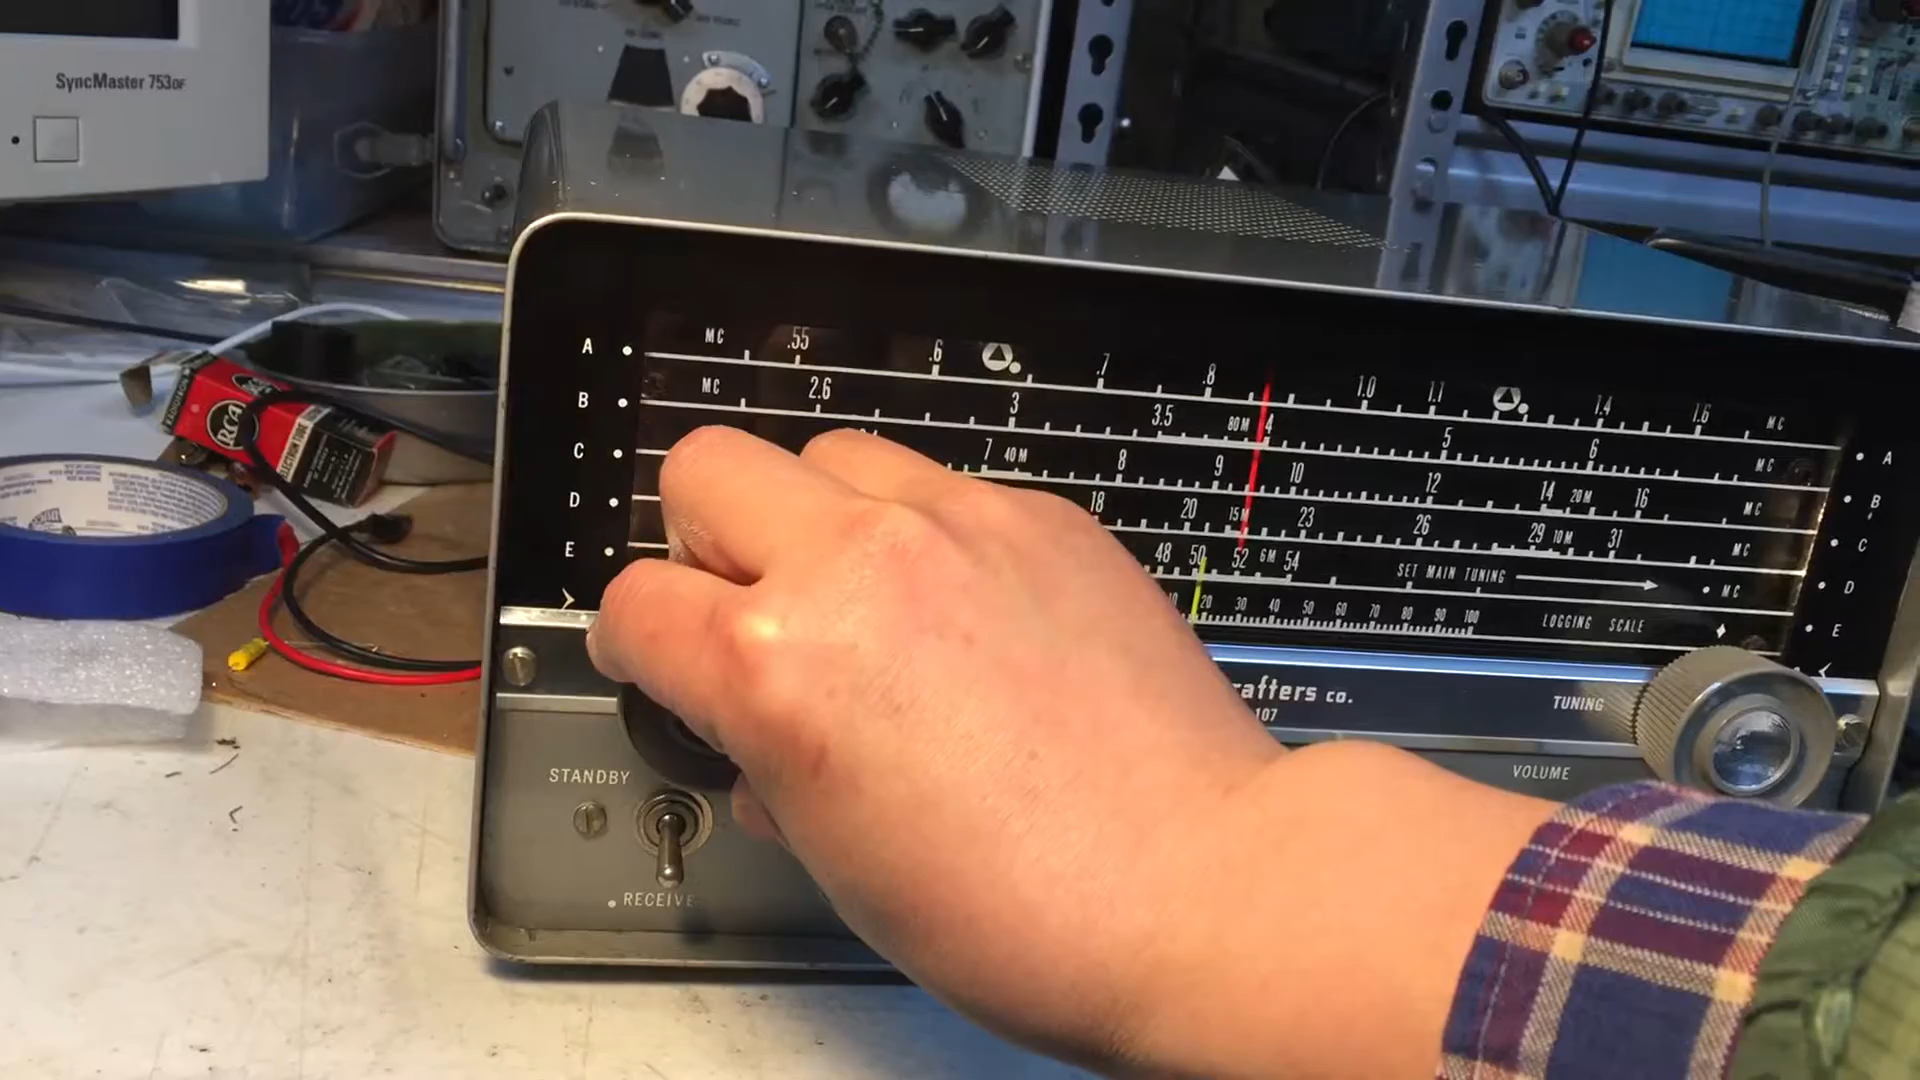 SyncMaster 753DF
RCA
ELECTRON TUBE
A MC .55 .6 .7 .8 1.0 1.1 1.4 1.6 MC A
B MC 2.6 3 3.5 80M 4 5 6 MC B
C 7 40M 8 9 10 12 14 20M 16 MC C
D 18 20 15M 23 26 29 10M 31 MC D
E 48 50 52 6M 54 SET MAIN TUNING MC E
20 30 40 50 60 70 80 90 100 LOGGING SCALE
rafters co.
107
TUNING
VOLUME
STANDBY
RECEIVE